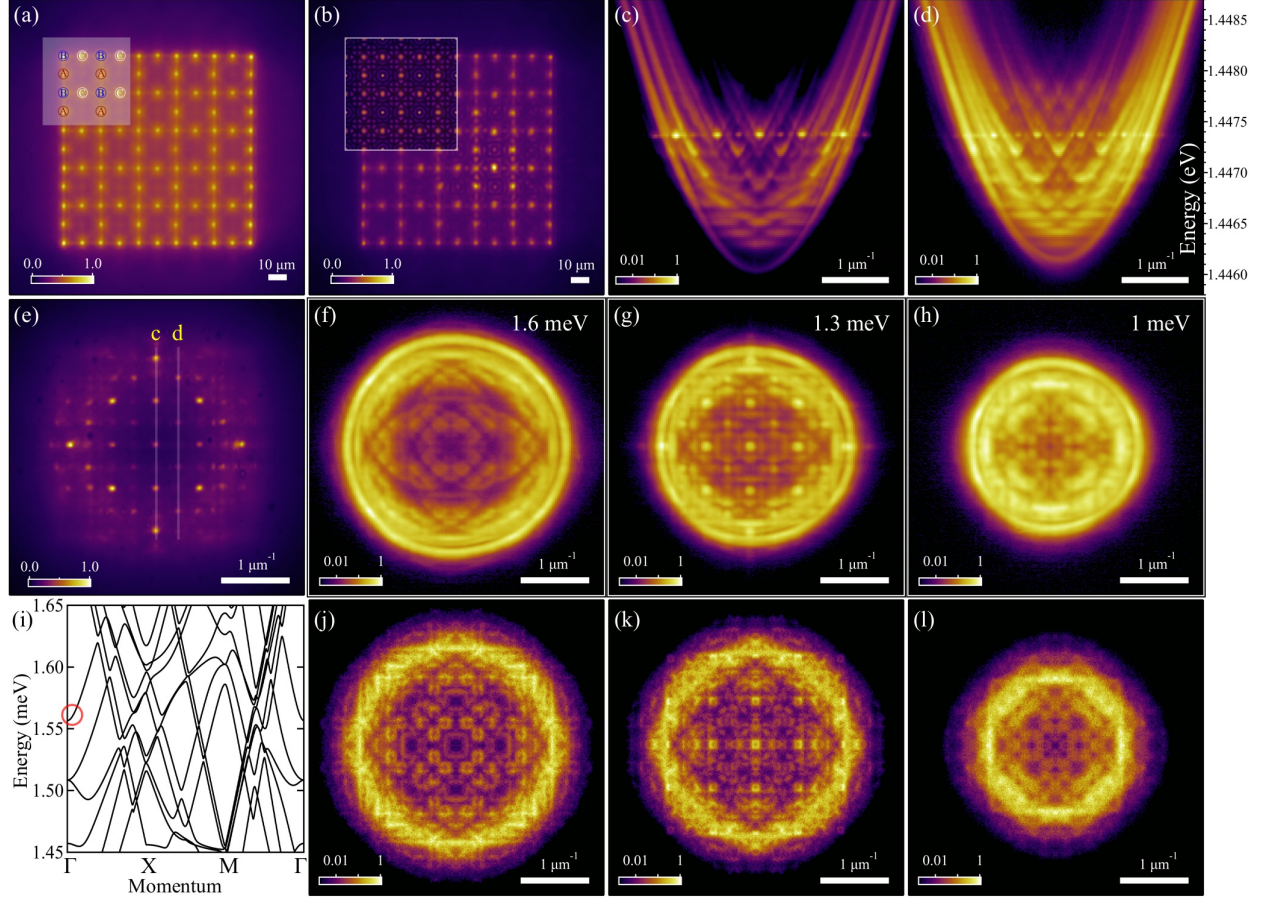 (a)
B C B C
A A
B C B C
A A
0.0 1.0
10 μm
(b)
0.0 1.0
10 μm
(c)
0.01 1
1 μm⁻¹
(d)
0.01 1
1 μm⁻¹
1.4485
1.4480
1.4475
1.4470
1.4465
1.4460
Energy (eV)
(e)
c d
0.0 1.0
1 μm⁻¹
(f)
1.6 meV
0.01 1
1 μm⁻¹
(g)
1.3 meV
0.01 1
1 μm⁻¹
(h)
1 meV
0.01 1
1 μm⁻¹
(i)
1.65
1.60
1.55
1.50
1.45
Energy (meV)
Γ X M Γ
Momentum
(j)
0.01 1
1 μm⁻¹
(k)
0.01 1
1 μm⁻¹
(l)
0.01 1
1 μm⁻¹